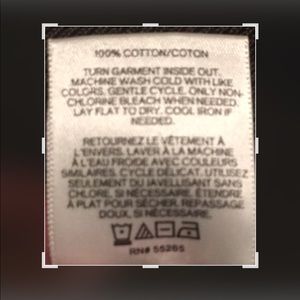 100% COTTON/COTON
TURN GARMENT INSIDE OUT.
MACHINE WASH COLD WITH LIKE
COLORS. GENTLE CYCLE. ONLY NON-
CHLORINE BLEACH WHEN NEEDED.
LAY FLAT TO DRY. COOL IRON IF
NEEDED.
RETOURNEZ LE VÊTEMENT À
L'ENVERS. LAVER À LA MACHINE
À L'EAU FROIDE AVEC COULEURS
SIMILAIRES. CYCLE DÉLICAT. UTILISEZ
SEULEMENT DU JAVELLISANT SANS
CHLORE, SI NÉCESSAIRE. ÉTENDRE
À PLAT POUR SÉCHER. REPASSAGE
DOUX, SI NÉCESSAIRE.
RN# 55285